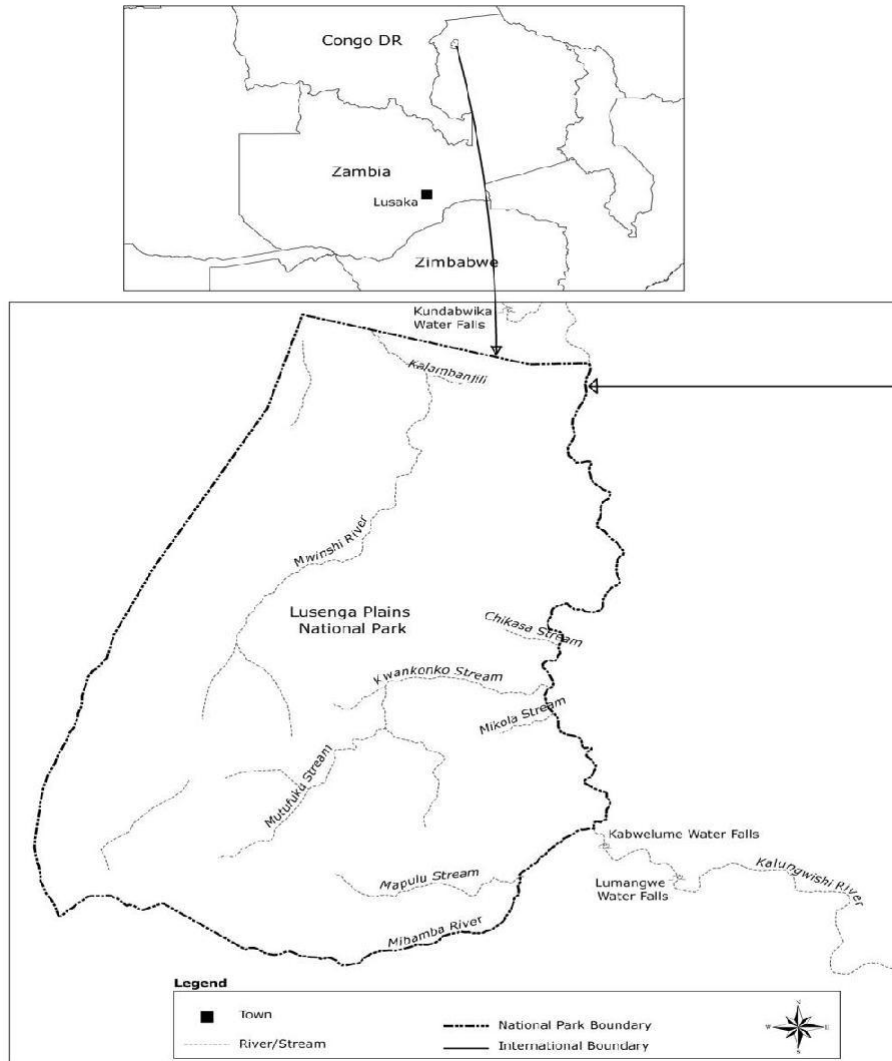 Congo DR
Zambia
Lusaka
Zimbabwe
Kundabwika
Water Falls
Kalambanjili
Mwinshi River
Lusenga Plains
National Park
Chikasa Stream
Kwankonko Stream
Mikola Stream
Mutufuku Stream
Kabwelume Water Falls
Mapulu Stream
Lumangwe
Water Falls
Kalungwishi River
Mihamba River
Legend
Town
River/Stream
National Park Boundary
International Boundary
N
W
E
S